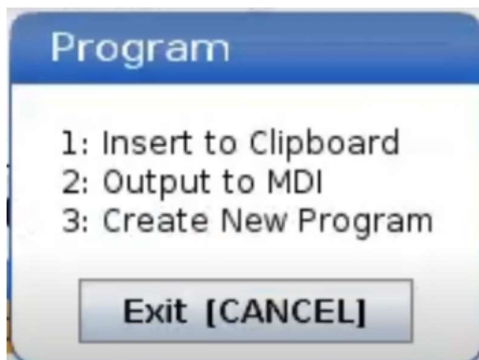 Program
1: Insert to Clipboard
2: Output to MDI
3: Create New Program
Exit [CANCEL]